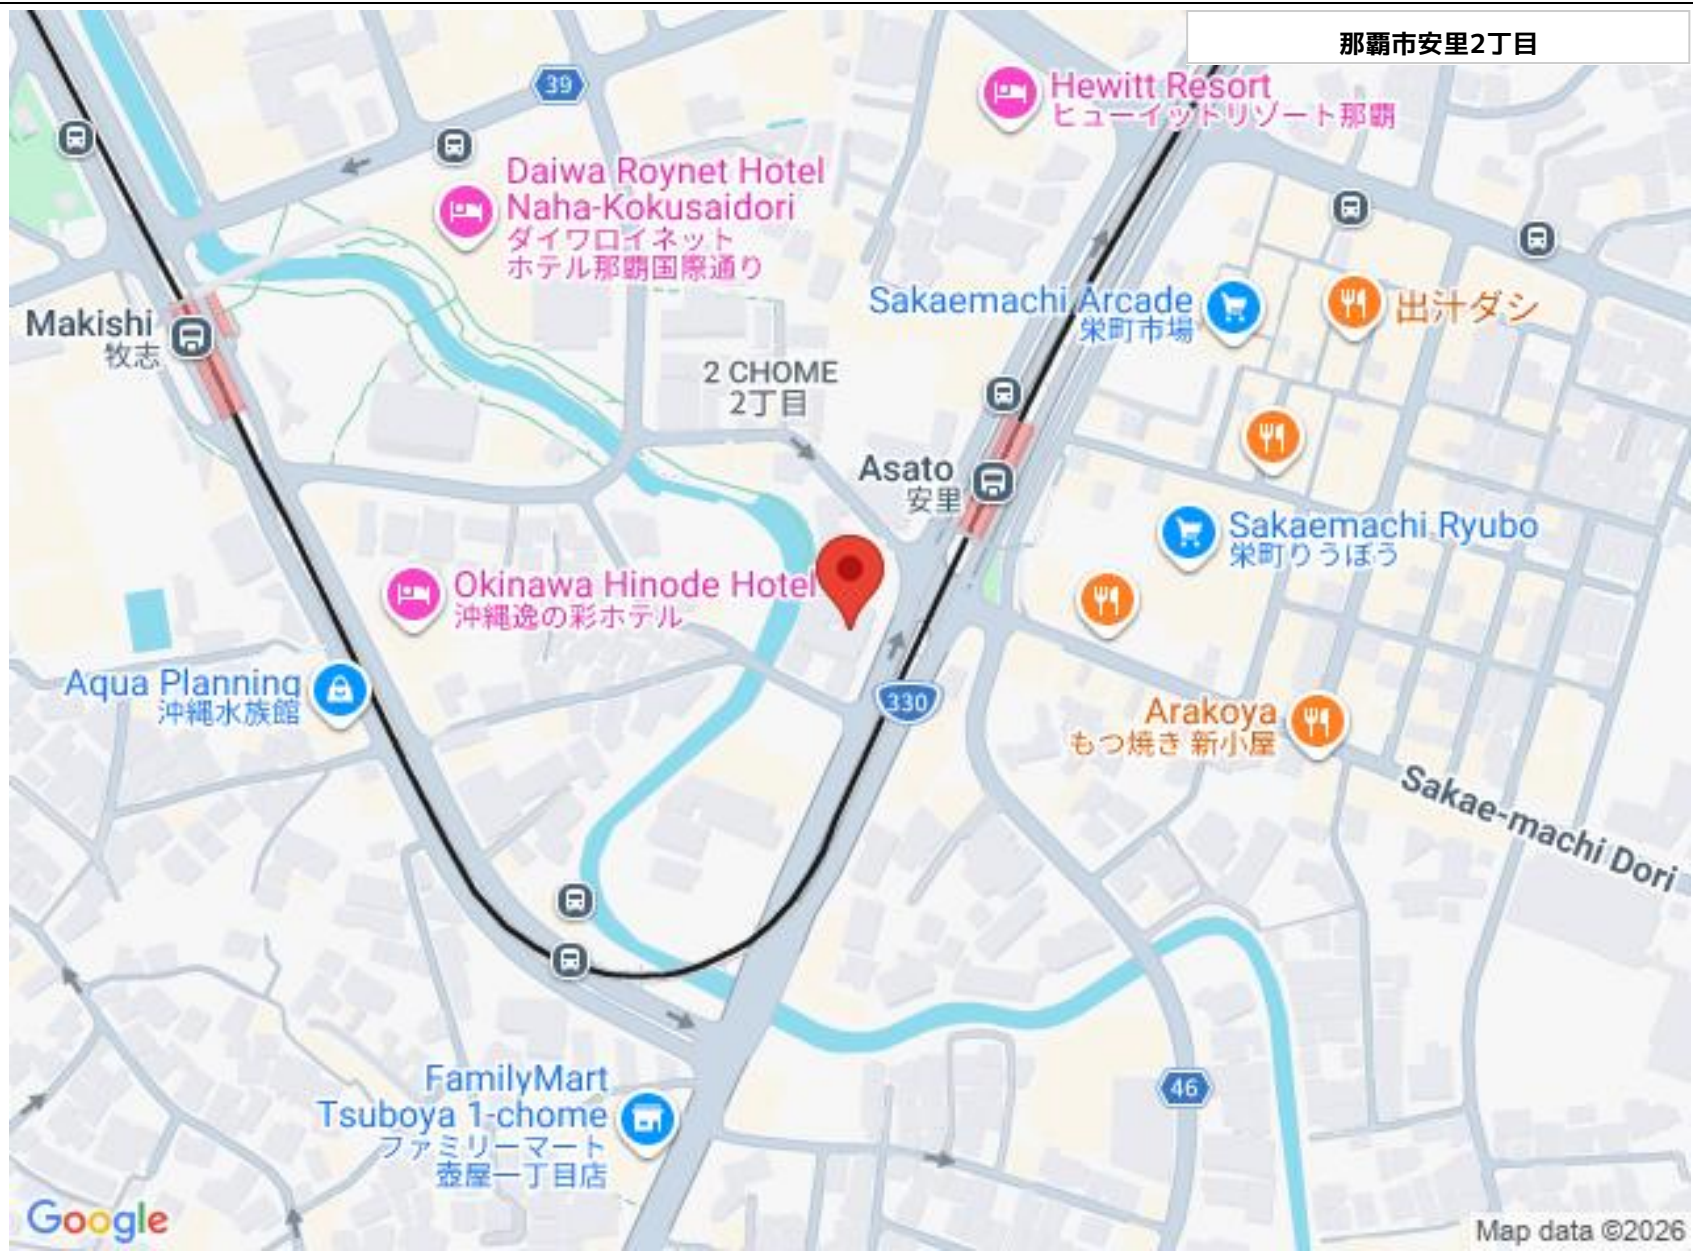 那覇市安里2丁目
39
Hewitt Resort
ヒューイットリゾート那覇
Daiwa Roynet Hotel
Naha-Kokusaidori
ダイワロイネット
ホテル那覇国際通り
Sakaemachi Arcade
栄町市場
出汁ダシ
Makishi
牧志
2 CHOME
2丁目
Asato
安里
Sakaemachi Ryubo
栄町りうぼう
Okinawa Hinode Hotel
沖縄逸の彩ホテル
Aqua Planning
沖縄水族館
330
Arakoya
もつ焼き 新小屋
Sakae-machi Dori
FamilyMart
Tsuboya 1-chome
ファミリーマート
壺屋一丁目店
46
Google
Map data ©2026